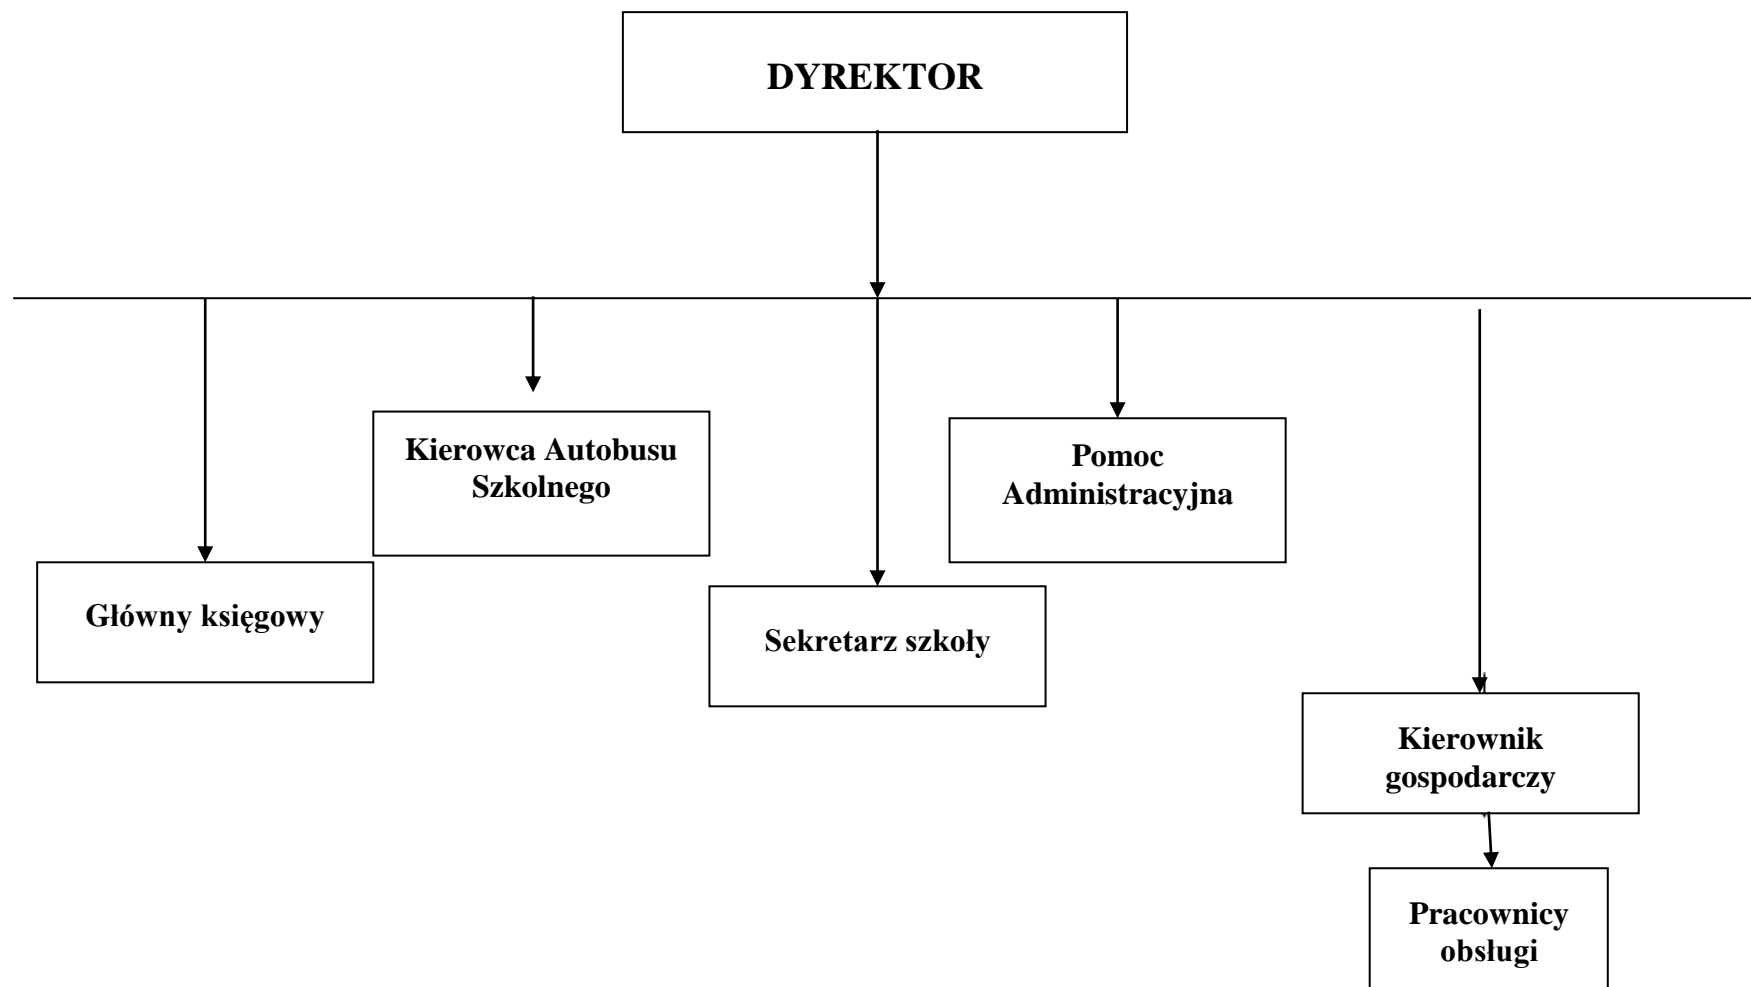 DYREKTOR
Kierowca Autobusu
Szkolnego
Pomoc
Administracyjna
Główny księgowy
Sekretarz szkoły
Kierownik
gospodarczy
Pracownicy
obsługi